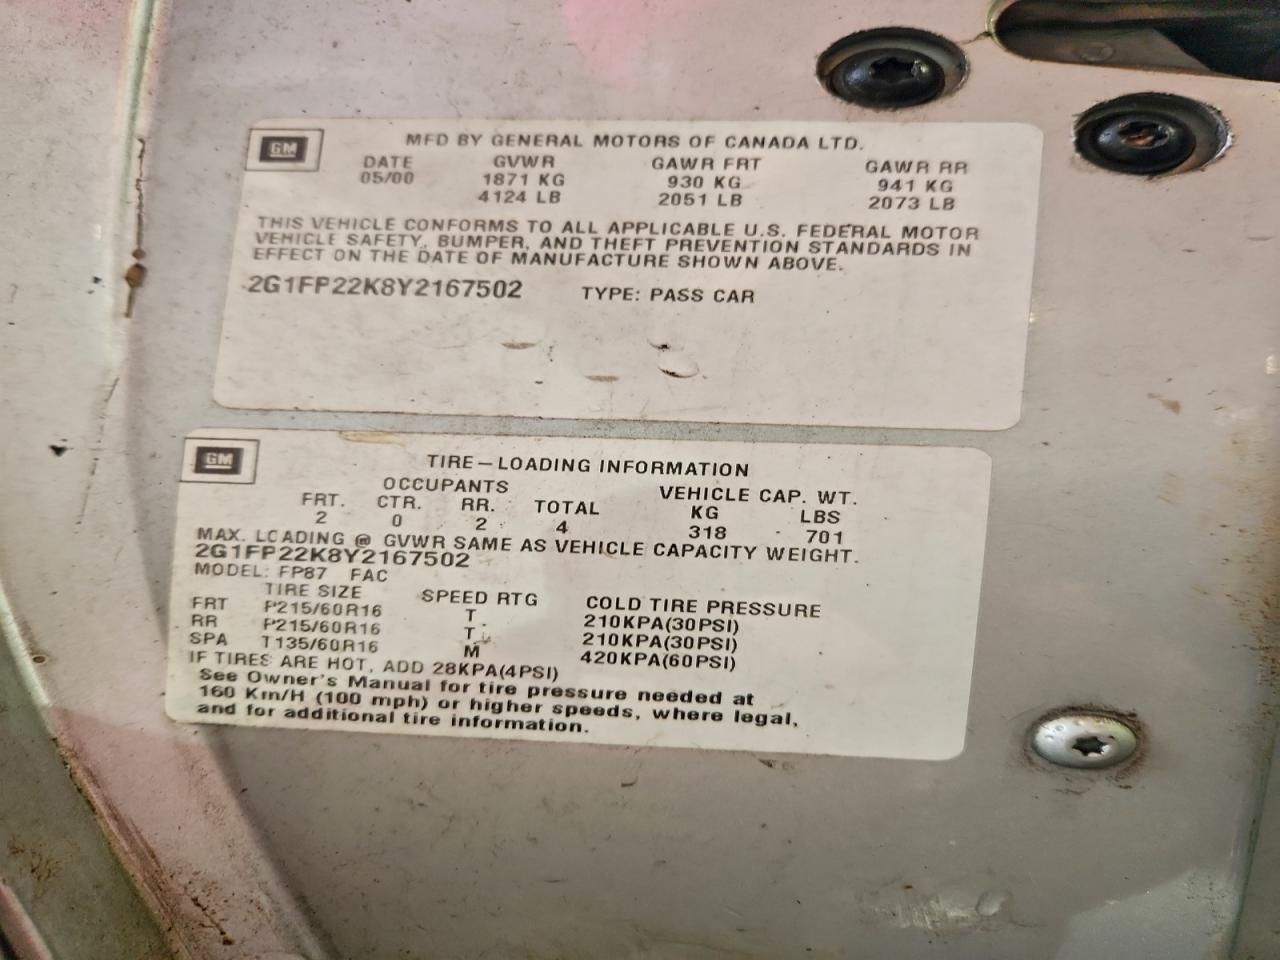 GM
MFD BY GENERAL MOTORS OF CANADA LTD.
DATE GVWR GAWR FRT GAWR RR
05/00 1871 KG 930 KG 941 KG
4124 LB 2051 LB 2073 LB
THIS VEHICLE CONFORMS TO ALL APPLICABLE U.S. FEDERAL MOTOR
VEHICLE SAFETY, BUMPER, AND THEFT PREVENTION STANDARDS IN
EFFECT ON THE DATE OF MANUFACTURE SHOWN ABOVE.
2G1FP22K8Y2167502 TYPE: PASS CAR
GM
TIRE—LOADING INFORMATION
OCCUPANTS VEHICLE CAP. WT.
FRT. CTR. RR. TOTAL KG LBS
2 0 2 4 318 701
MAX. LOADING @ GVWR SAME AS VEHICLE CAPACITY WEIGHT.
2G1FP22K8Y2167502
MODEL: FP87 FAC
TIRE SIZE SPEED RTG COLD TIRE PRESSURE
FRT P215/60R16 T 210KPA(30PSI)
RR P215/60R16 T 210KPA(30PSI)
SPA T135/60R16 M 420KPA(60PSI)
IF TIRES ARE HOT, ADD 28KPA(4PSI)
See Owner's Manual for tire pressure needed at
160 Km/H (100 mph) or higher speeds, where legal,
and for additional tire information.